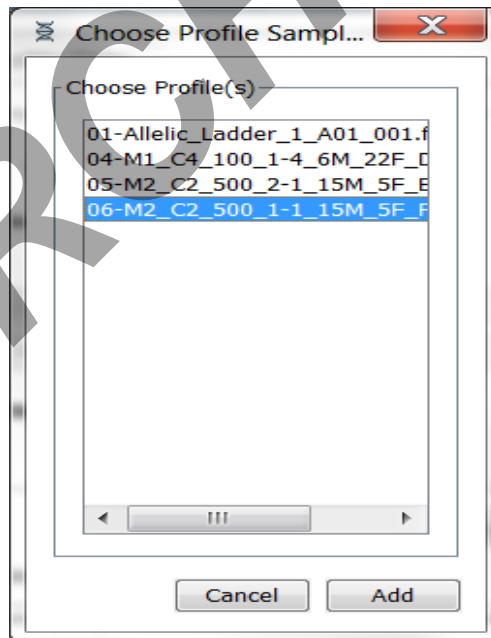 Choose Profile Sampl...
Choose Profile(s)
01-Allelic_Ladder_1_A01_001.f
04-M1_C4_100_1-4_6M_22F_D
05-M2_C2_500_2-1_15M_5F_E
06-M2_C2_500_1-1_15M_5F_F
Cancel
Add